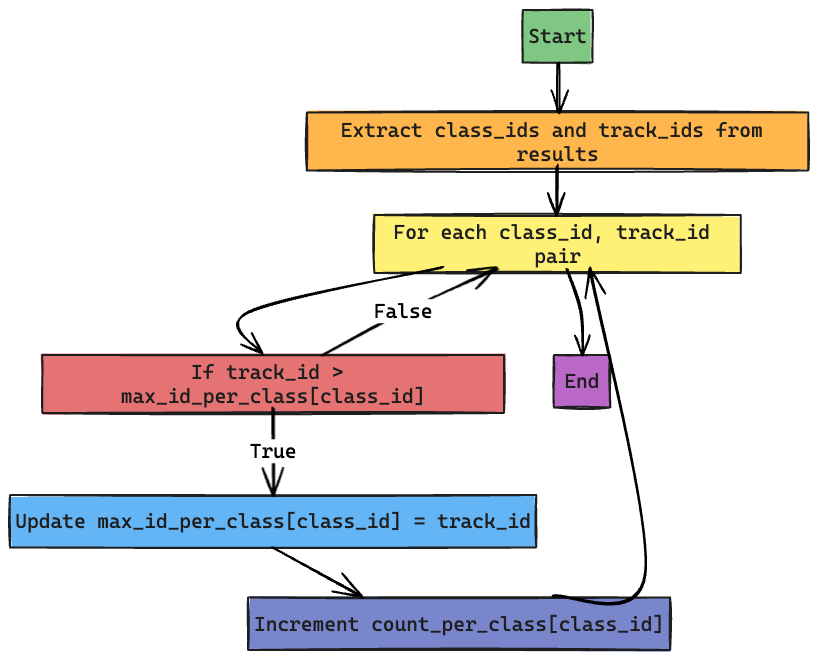 Start
Extract class_ids and track_ids from
results
For each class_id, track_id
pair
False
If track_id >
max_id_per_class[class_id]
End
True
Update max_id_per_class[class_id] = track_id
Increment count_per_class[class_id]